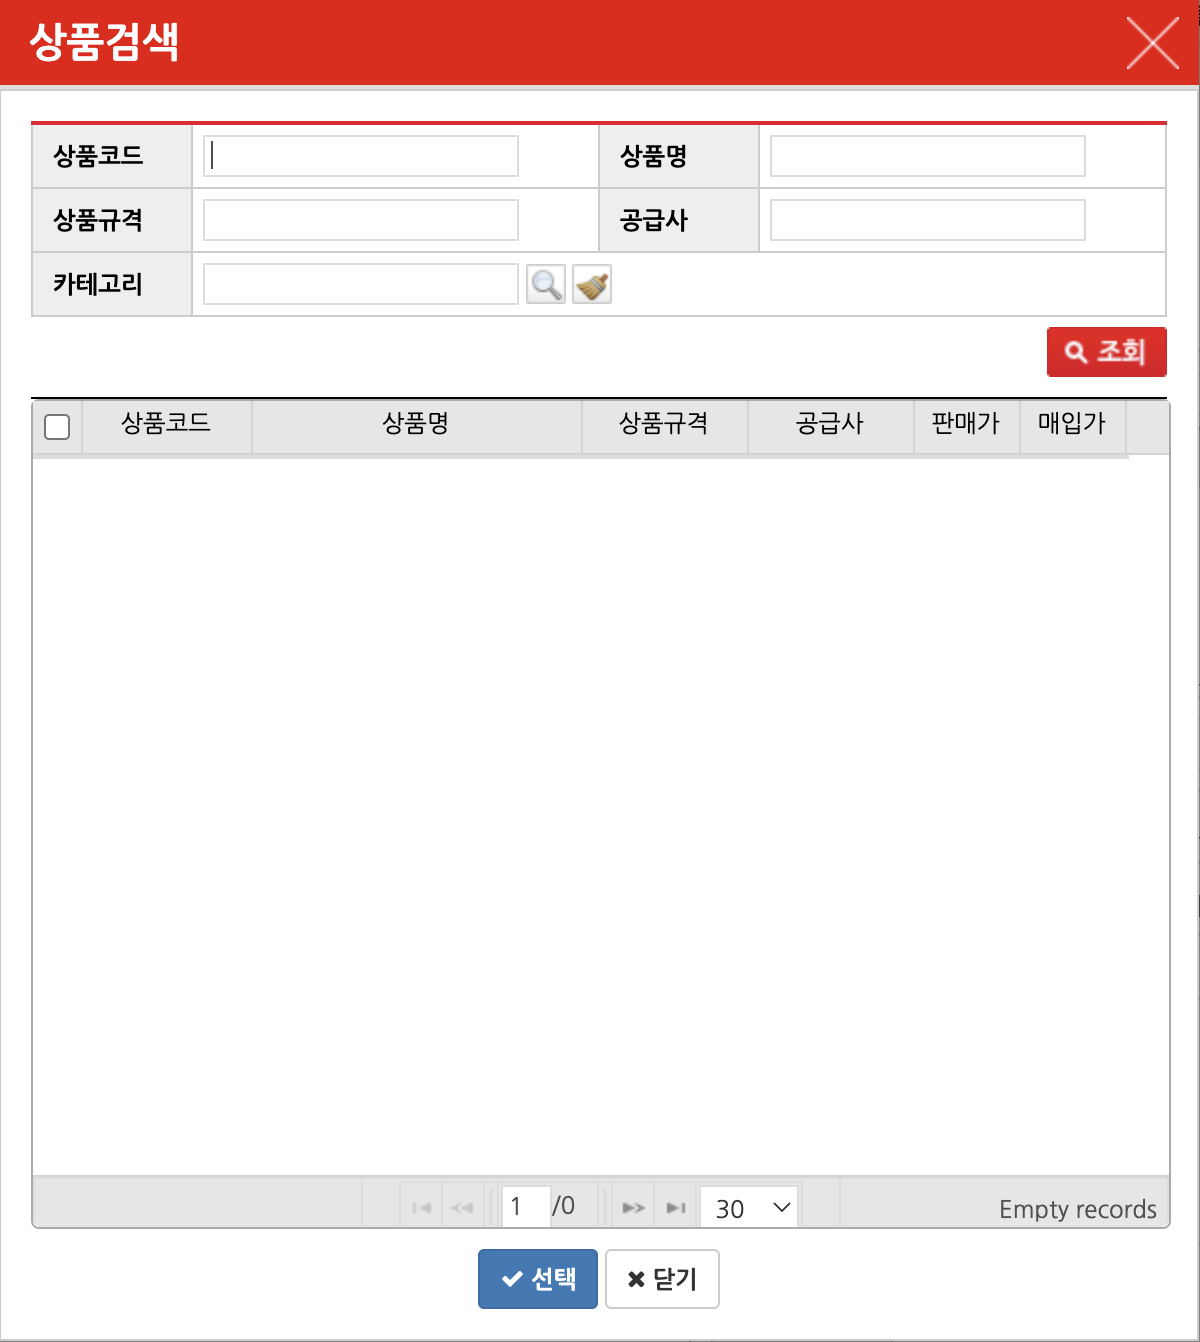 상품검색
상품코드 상품명
상품규격 공급사
카테고리
조회
상품코드 상품명 상품규격 공급사 판매가 매입가
1 /0 30 Empty records
선택 닫기